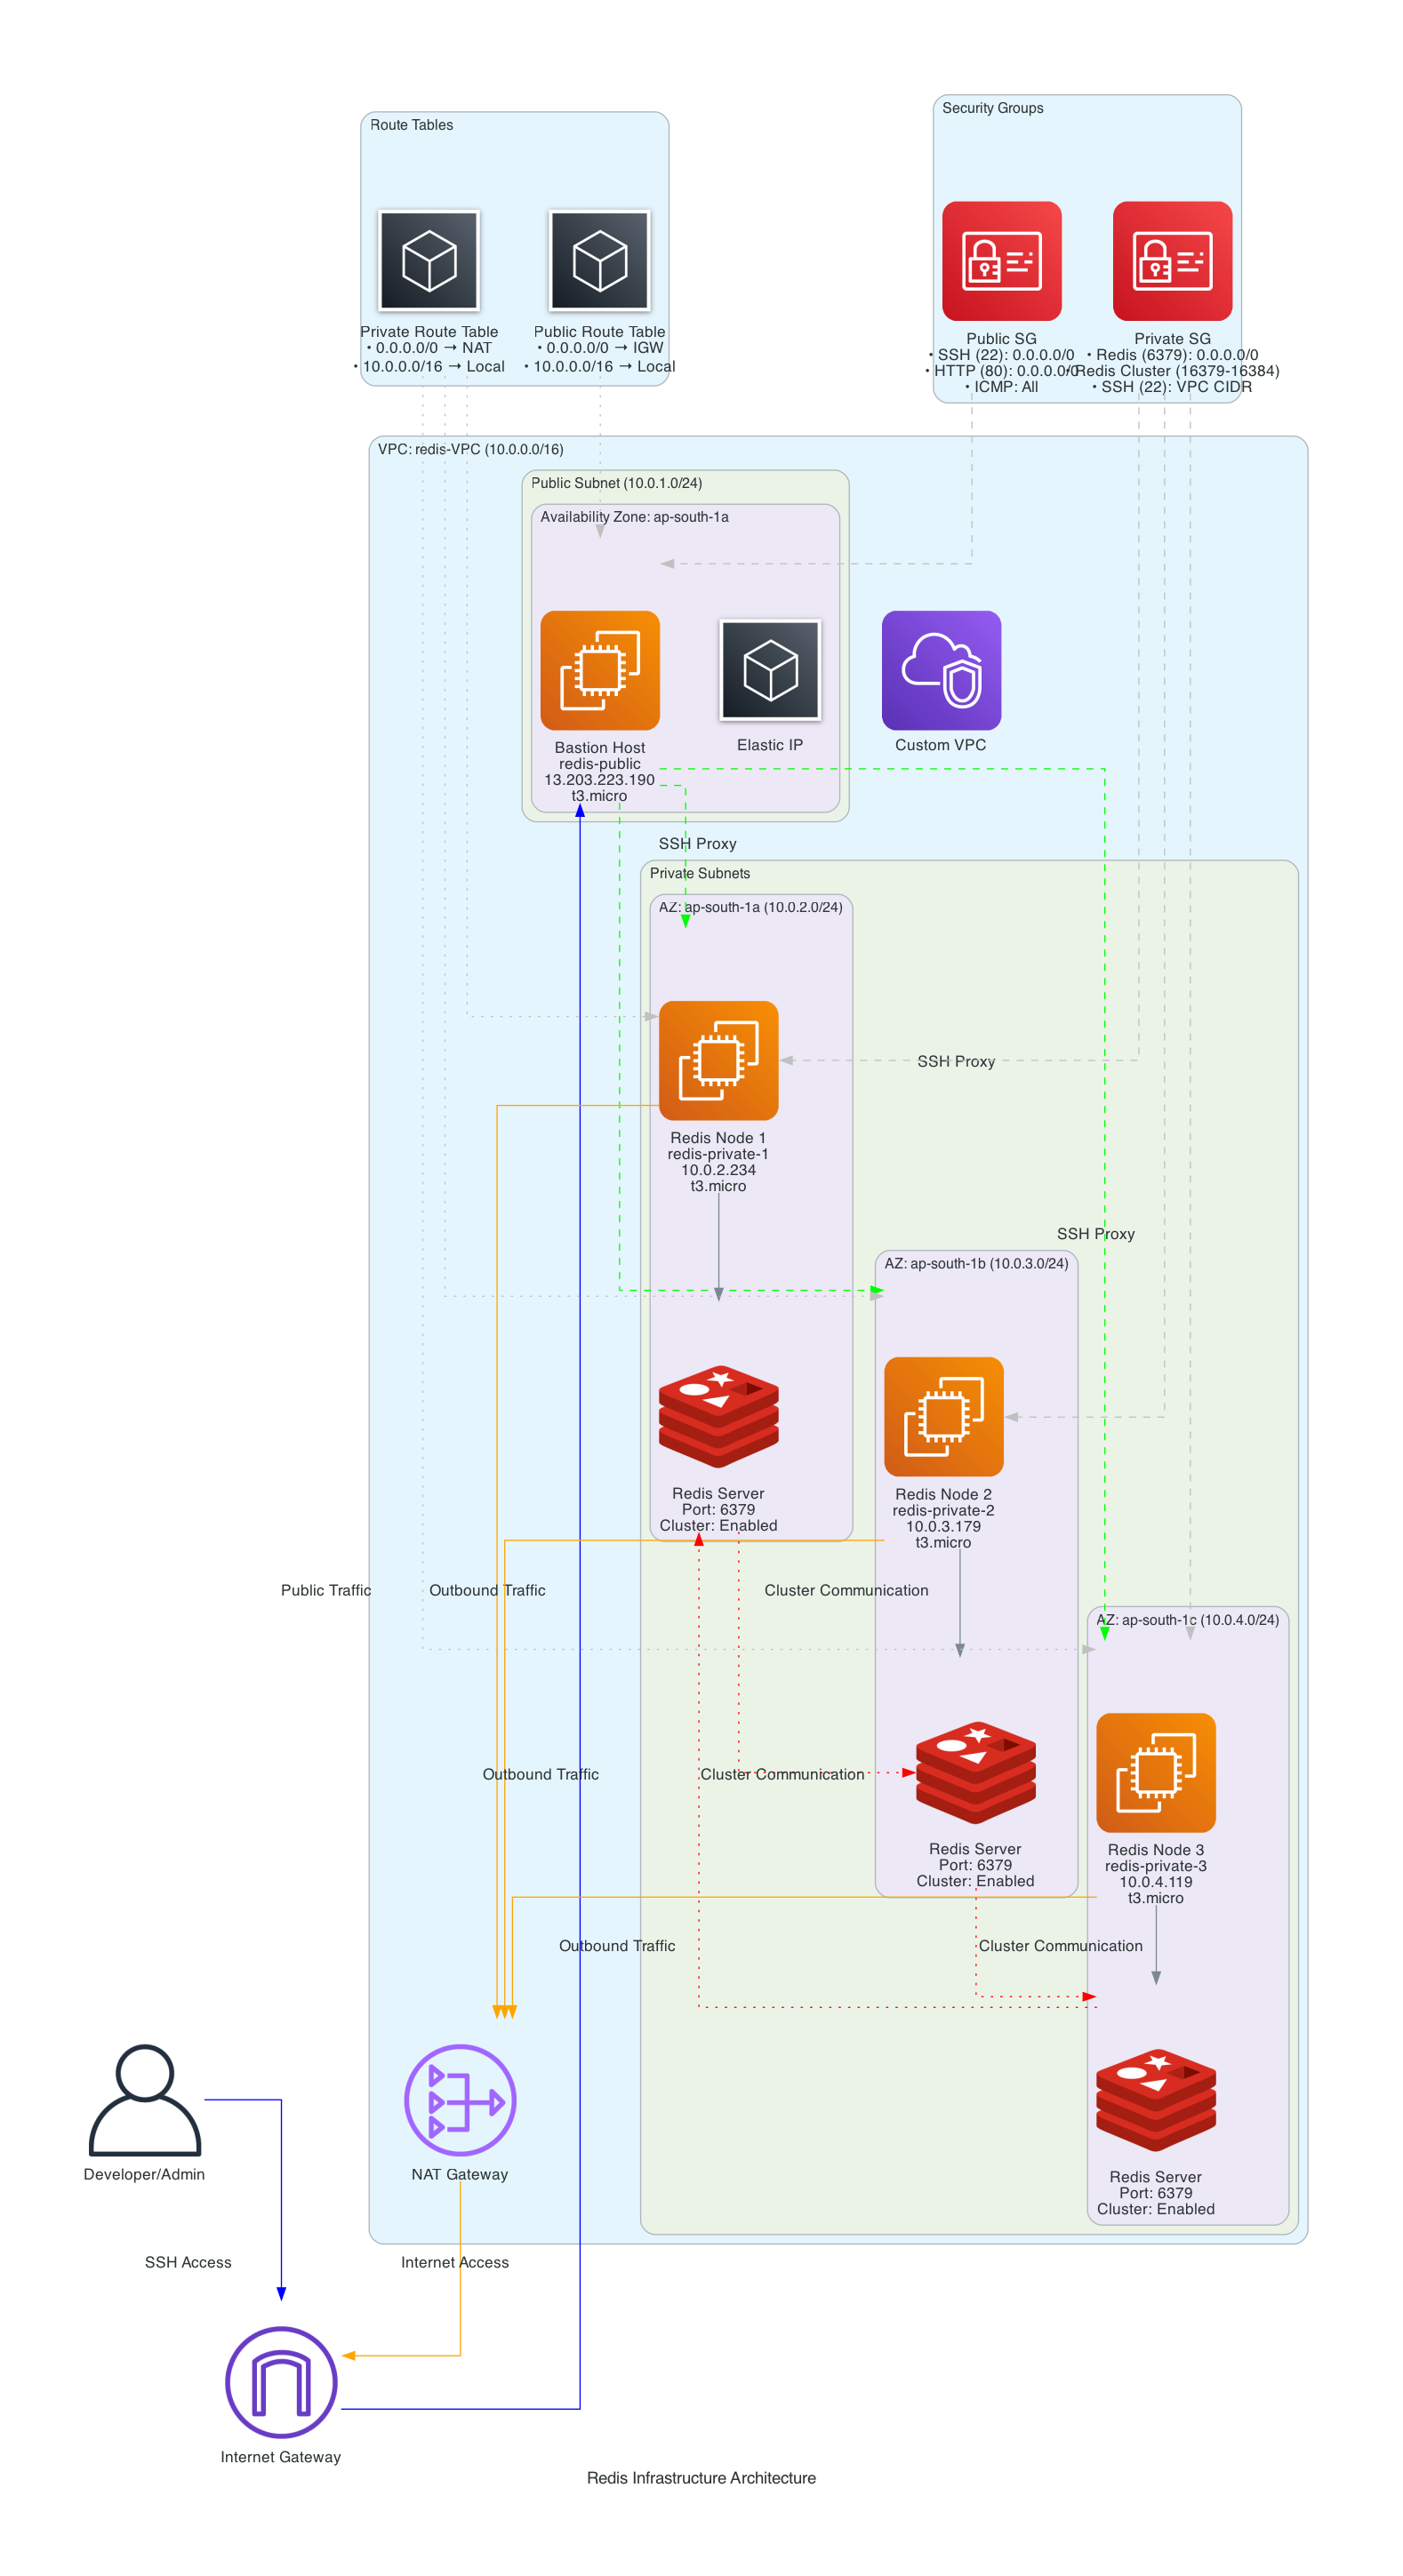 Route Tables
Private Route Table
• 0.0.0.0/0 → NAT
• 10.0.0.0/16 → Local
Public Route Table
• 0.0.0.0/0 → IGW
• 10.0.0.0/16 → Local
Security Groups
Public SG
• SSH (22): 0.0.0.0/0
• HTTP (80): 0.0.0.0/0
• ICMP: All
Private SG
• Redis (6379): 0.0.0.0/0
• Redis Cluster (16379-16384)
• SSH (22): VPC CIDR
VPC: redis-VPC (10.0.0.0/16)
Public Subnet (10.0.1.0/24)
Availability Zone: ap-south-1a
Bastion Host
redis-public
13.203.223.190
t3.micro
Elastic IP
Custom VPC
SSH Proxy
Private Subnets
AZ: ap-south-1a (10.0.2.0/24)
SSH Proxy
Redis Node 1
redis-private-1
10.0.2.234
t3.micro
SSH Proxy
AZ: ap-south-1b (10.0.3.0/24)
Redis Server
Port: 6379
Cluster: Enabled
Redis Node 2
redis-private-2
10.0.3.179
t3.micro
Public Traffic
Outbound Traffic
Cluster Communication
AZ: ap-south-1c (10.0.4.0/24)
Outbound Traffic
Cluster Communication
Redis Server
Port: 6379
Cluster: Enabled
Redis Node 3
redis-private-3
10.0.4.119
t3.micro
Outbound Traffic
Cluster Communication
Developer/Admin
NAT Gateway
Redis Server
Port: 6379
Cluster: Enabled
SSH Access
Internet Access
Internet Gateway
Redis Infrastructure Architecture